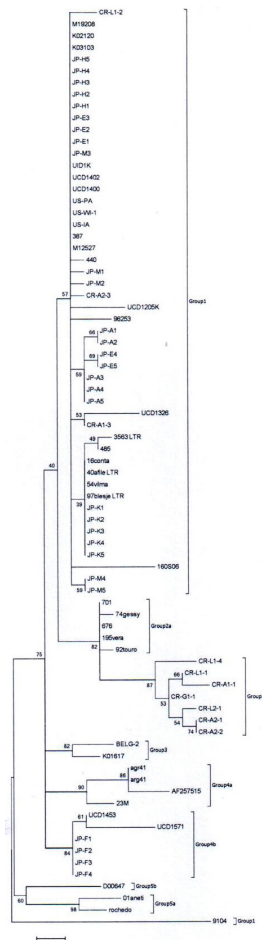 CR-L1-2
M19208
K02120
K03103
JP-H5
JP-H4
JP-H3
JP-H2
JP-H1
JP-E3
JP-E2
JP-E1
JP-M3
UID1K
UCD1402
UCD1400
US-PA
US-WI-1
US-IA
387
M12527
440
JP-M1
JP-M2
57
CR-A2-3
UCD1205K
96253
Group1
66
JP-A1
JP-A2
69
JP-E4
JP-E5
59
JP-A3
JP-A4
JP-A5
53
UCD1326
CR-A1-3
49
3563 LTR
485
16conta
40afile LTR
54vilma
97blesje LTR
39
JP-K1
JP-K2
JP-K3
JP-K4
JP-K5
40
160S06
JP-M4
59
JP-M5
701
74gessy
676
Group2a
195vera
82
92touro
CR-L1-4
87
CR-L1-1
66
CR-A1-1
CR-G1-1
Group
53
CR-L2-1
54
CR-A2-1
74
CR-A2-2
76
BELG-2
82
Group3
K01617
agr41
86
arg41
Group4a
90
AF257515
23M
61
UCD1453
UCD1571
JP-F1
Group4b
84
JP-F2
JP-F3
JP-F4
D00647
Group5b
60
01aneti
Group5a
98
rochedo
9104
Group1